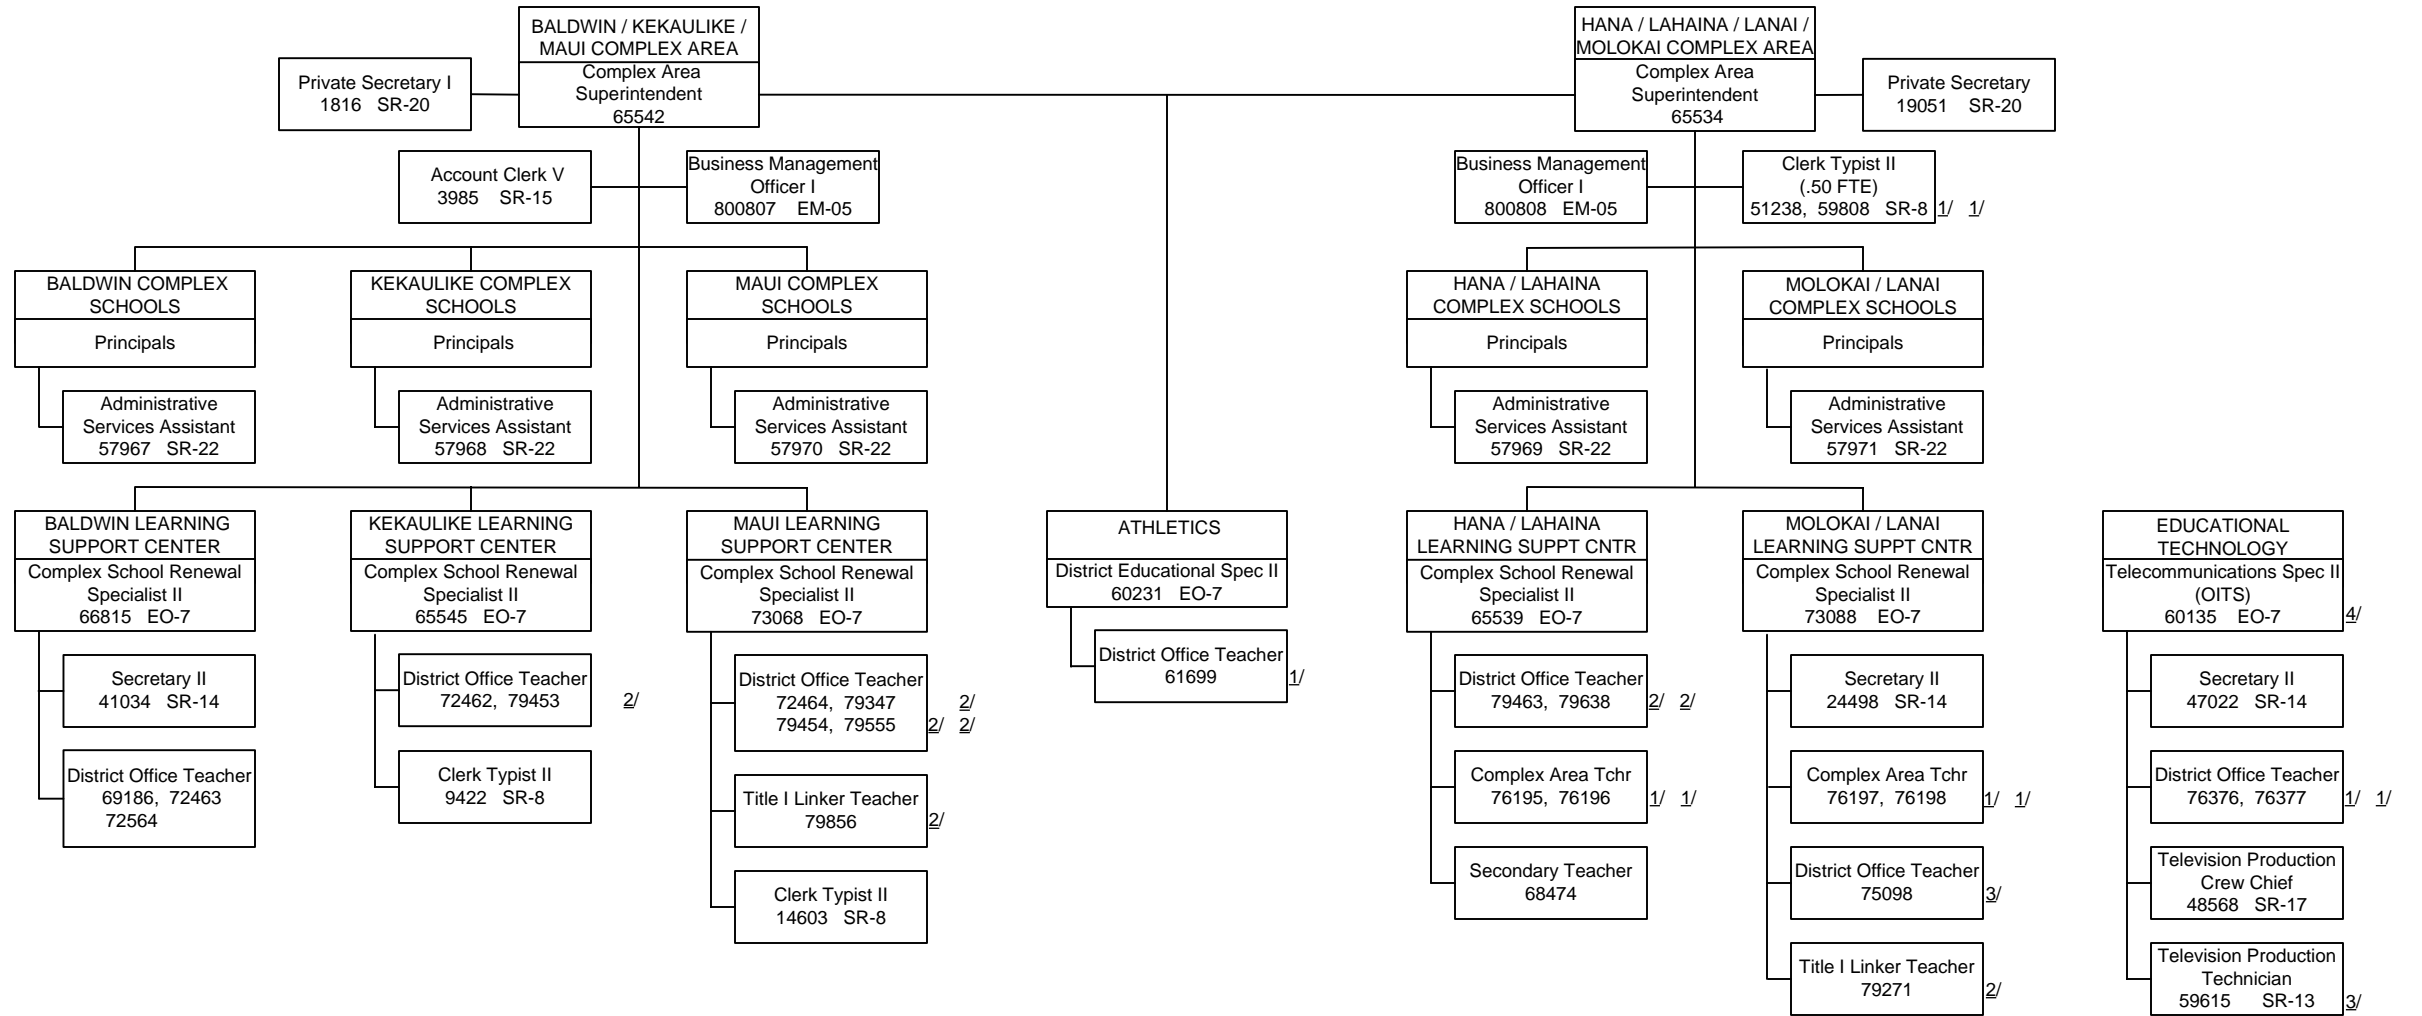 BALDWIN / KEKAULIKE /
MAUI COMPLEX AREA
Complex Area
Superintendent
65542
HANA / LAHAINA / LANAI /
MOLOKAI COMPLEX AREA
Complex Area
Superintendent
65534
Private Secretary I
1816 SR-20
Private Secretary
19051 SR-20
Account Clerk V
3985 SR-15
Business Management
Officer I
800807 EM-05
Business Management
Officer I
800808 EM-05
Clerk Typist II
(.50 FTE)
51238, 59808 SR-8 1/ 1/
BALDWIN COMPLEX
SCHOOLS
Principals
Administrative
Services Assistant
57967 SR-22
KEKAULIKE COMPLEX
SCHOOLS
Principals
Administrative
Services Assistant
57968 SR-22
MAUI COMPLEX
SCHOOLS
Principals
Administrative
Services Assistant
57970 SR-22
HANA / LAHAINA
COMPLEX SCHOOLS
Principals
Administrative
Services Assistant
57969 SR-22
MOLOKAI / LANAI
COMPLEX SCHOOLS
Principals
Administrative
Services Assistant
57971 SR-22
BALDWIN LEARNING
SUPPORT CENTER
Complex School Renewal
Specialist II
66815 EO-7
Secretary II
41034 SR-14
District Office Teacher
69186, 72463
72564
KEKAULIKE LEARNING
SUPPORT CENTER
Complex School Renewal
Specialist II
65545 EO-7
District Office Teacher
72462, 79453 2/
Clerk Typist II
9422 SR-8
MAUI LEARNING
SUPPORT CENTER
Complex School Renewal
Specialist II
73068 EO-7
District Office Teacher
72464, 79347 2/
79454, 79555 2/ 2/
Title I Linker Teacher
79856 2/
Clerk Typist II
14603 SR-8
ATHLETICS
District Educational Spec II
60231 EO-7
District Office Teacher
61699 1/
HANA / LAHAINA
LEARNING SUPPT CNTR
Complex School Renewal
Specialist II
65539 EO-7
District Office Teacher
79463, 79638 2/ 2/
Complex Area Tchr
76195, 76196 1/ 1/
Secondary Teacher
68474
MOLOKAI / LANAI
LEARNING SUPPT CNTR
Complex School Renewal
Specialist II
73088 EO-7
Secretary II
24498 SR-14
Complex Area Tchr
76197, 76198 1/ 1/
District Office Teacher
75098 3/
Title I Linker Teacher
79271 2/
EDUCATIONAL
TECHNOLOGY
Telecommunications Spec II
(OITS)
60135 EO-7 4/
Secretary II
47022 SR-14
District Office Teacher
76376, 76377 1/ 1/
Television Production
Crew Chief
48568 SR-17
Television Production
Technician
59615 SR-13 3/